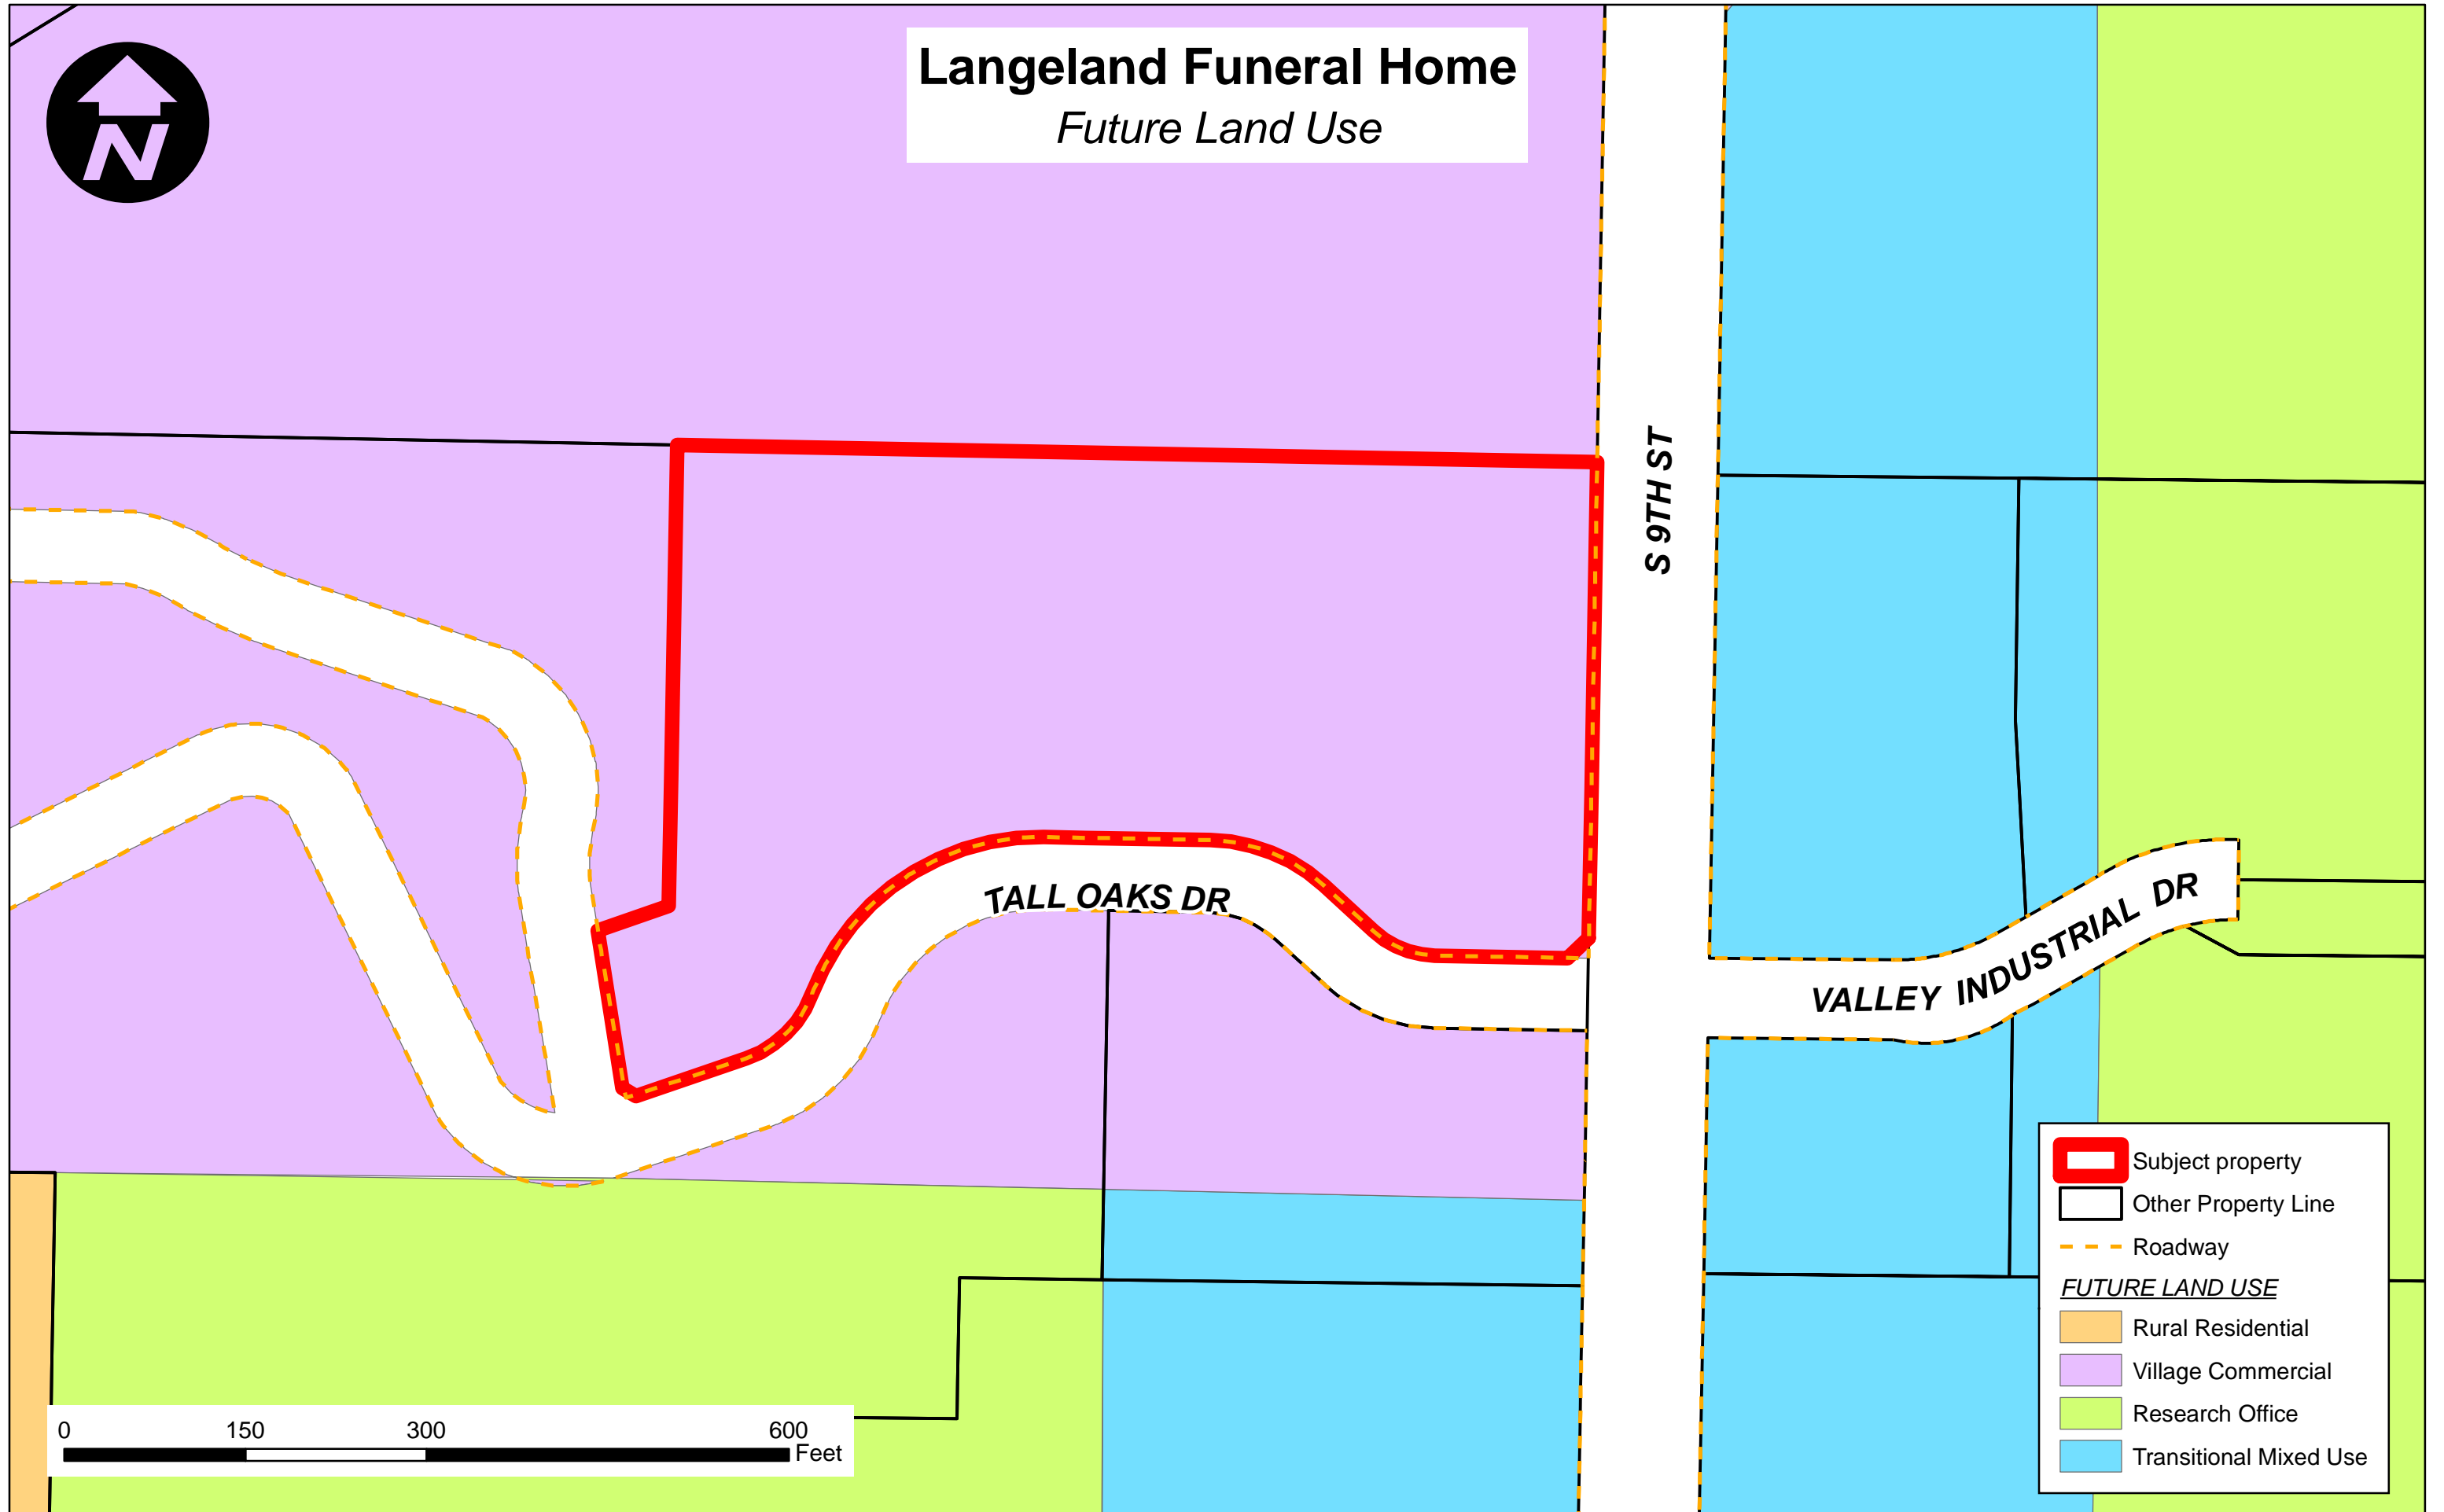 Langeland Funeral Home
Future Land Use
N
S 9TH ST
TALL OAKS DR
VALLEY INDUSTRIAL DR
Subject property
Other Property Line
Roadway
FUTURE LAND USE
Rural Residential
Village Commercial
Research Office
Transitional Mixed Use
0 150 300 600
Feet